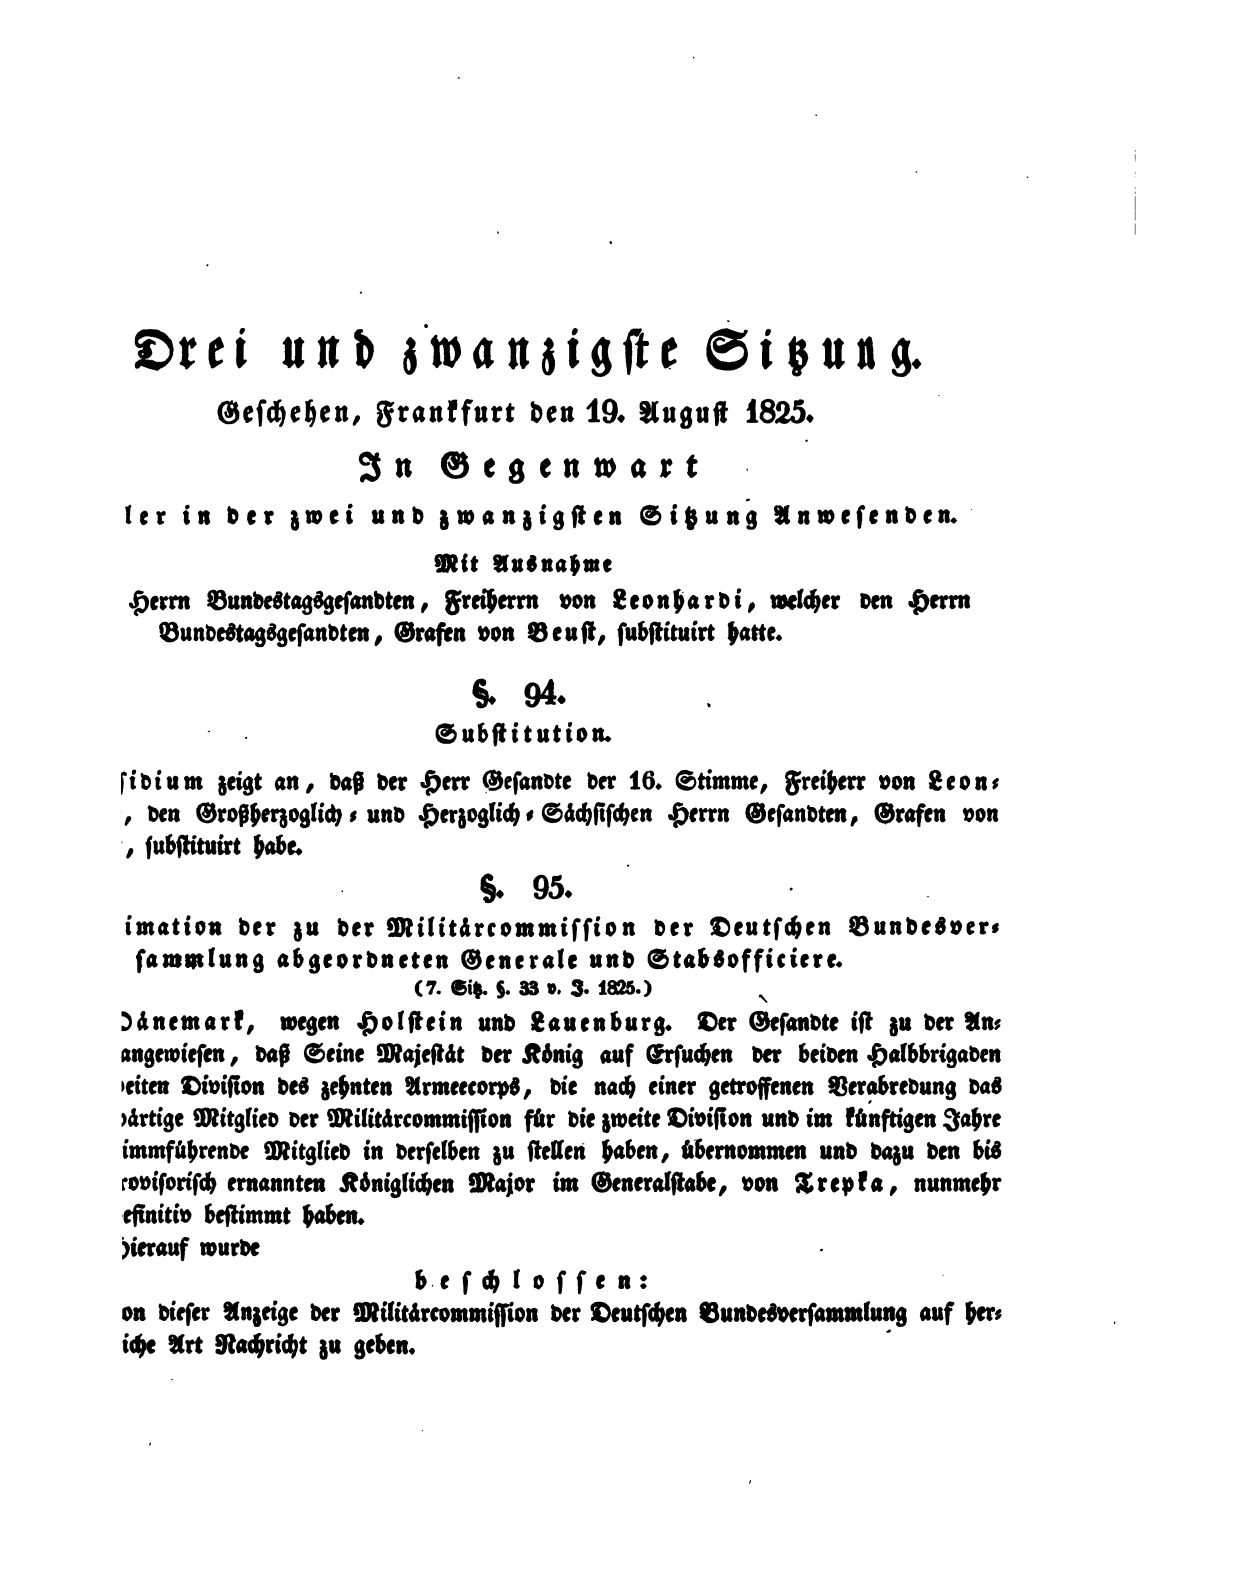 Drei und zwanzigſte Sitzung.
Geſchehen, Frankfurt den 19. Auguſt 1825.
In Gegenwart
ler in der zwei und zwanzigſten Sitzung Anweſenden.
Mit Ausnahme
Herrn Bundestagsgeſandten, Freiherrn von Leonhardi, welcher den Herrn
Bundestagsgeſandten, Grafen von Beuſt, ſubſtituirt hatte.
§. 94.
Subſtitution.
ſidium zeigt an, daß der Herr Geſandte der 16. Stimme, Freiherr von Leon⸗
, den Großherzoglich⸗ und Herzoglich⸗Sächſiſchen Herrn Geſandten, Grafen von
, ſubſtituirt habe.
§. 95.
imation der zu der Militärcommiſſion der Deutſchen Bundesver⸗
ſammlung abgeordneten Generale und Stabsofficiere.
(7. Sitz. §. 33 v. J. 1825.)
Dänemark, wegen Holſtein und Lauenburg. Der Geſandte iſt zu der An⸗
angewieſen, daß Seine Majeſtät der König auf Erſuchen der beiden Halbbrigaden
eiten Diviſion des zehnten Armeecorps, die nach einer getroffenen Verabredung das
ärtige Mitglied der Militärcommiſſion für die zweite Diviſion und im künftigen Jahre
immführende Mitglied in derſelben zu ſtellen haben, übernommen und dazu den bis
roviſoriſch ernannten Königlichen Major im Generalſtabe, von Trepka, nunmehr
efinitiv beſtimmt haben.
hierauf wurde
beſchloſſen:
on dieſer Anzeige der Militärcommiſſion der Deutſchen Bundesverſammlung auf her⸗
iche Art Nachricht zu geben.